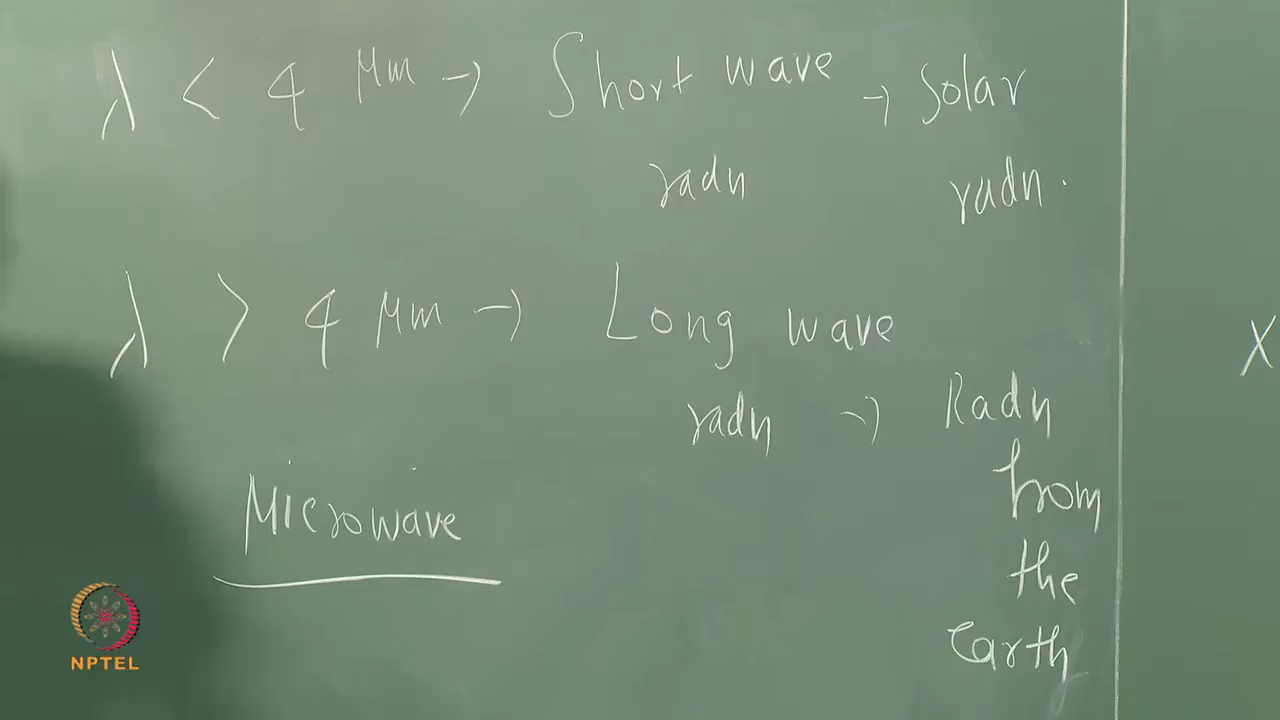 λ < 4 μm → Short wave → Solar
radn radn.
λ > 4 μm → Long wave
radn → Radn
from
Microwave
the
earth
X
NPTEL